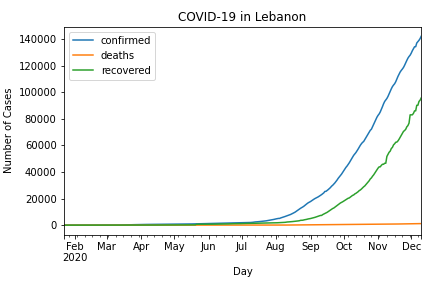 COVID-19 in Lebanon
confirmed
deaths
recovered
Number of Cases
140000
120000
100000
80000
60000
40000
20000
0
Feb Mar Apr May Jun Jul Aug Sep Oct Nov Dec
2020
Day